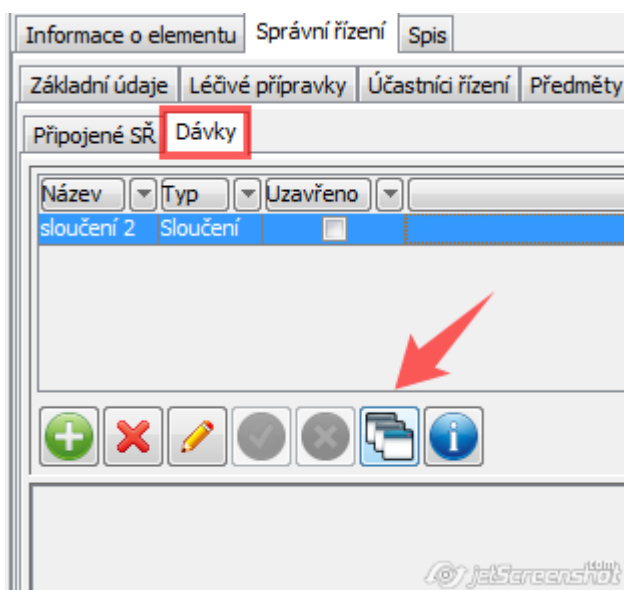 Informace o elementu Správní řízení Spis
Základní údaje Léčivé přípravky Účastníci řízení Předměty
Připojené SŘ Dávky
Název Typ Uzavřeno
sloučení 2 Sloučení
jetScreenshot